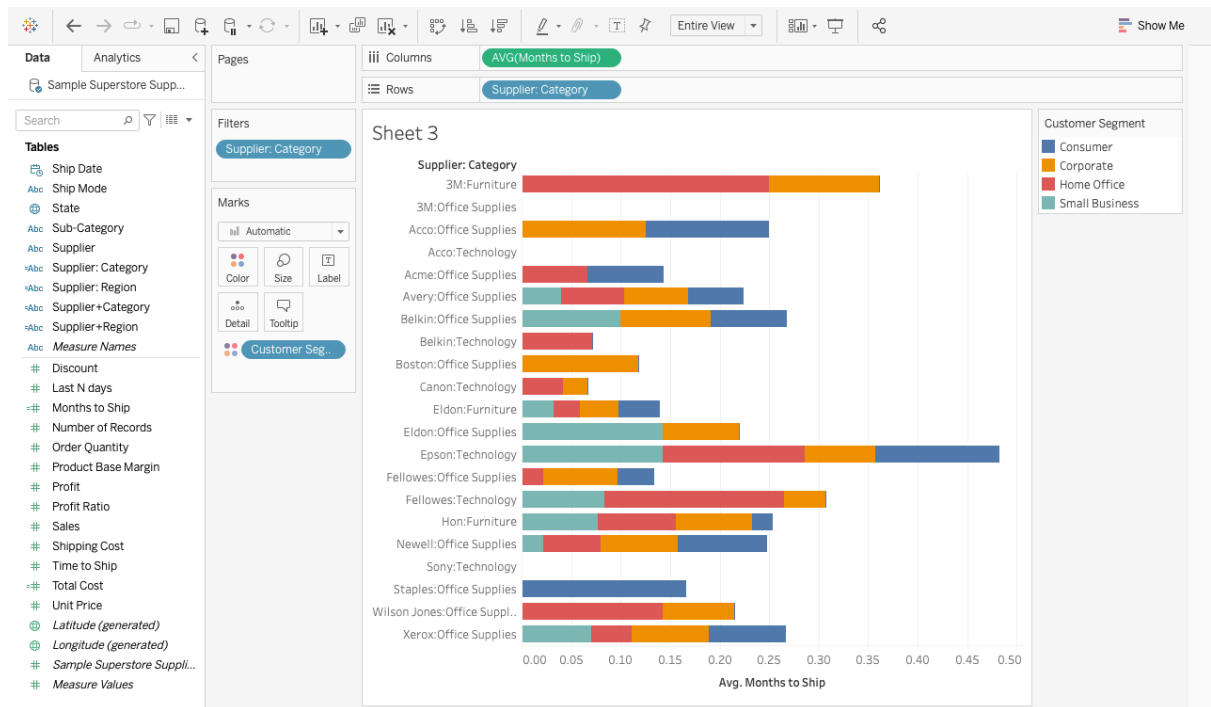 Entire View
Show Me
Data
Analytics
Sample Superstore Supp...
Search
Tables
Ship Date
Abc Ship Mode
State
Abc Sub-Category
Abc Supplier
=Abc Supplier: Category
=Abc Supplier: Region
=Abc Supplier+Category
=Abc Supplier+Region
Abc Measure Names
# Discount
# Last N days
=# Months to Ship
# Number of Records
# Order Quantity
# Product Base Margin
# Profit
# Profit Ratio
# Sales
# Shipping Cost
# Time to Ship
=# Total Cost
# Unit Price
Latitude (generated)
Longitude (generated)
# Sample Superstore Suppli...
# Measure Values
Pages
Filters
Supplier: Category
Marks
Automatic
T
Color
Size
Label
Detail
Tooltip
Customer Seg..
iii Columns
AVG(Months to Ship)
Rows
Supplier: Category
Sheet 3
Supplier: Category
3M:Furniture
3M:Office Supplies
Acco:Office Supplies
Acco:Technology
Acme:Office Supplies
Avery:Office Supplies
Belkin:Office Supplies
Belkin:Technology
Boston:Office Supplies
Canon:Technology
Eldon:Furniture
Eldon:Office Supplies
Epson:Technology
Fellowes:Office Supplies
Fellowes:Technology
Hon:Furniture
Newell:Office Supplies
Sony:Technology
Staples:Office Supplies
Wilson Jones:Office Suppl..
Xerox:Office Supplies
0.00 0.05 0.10 0.15 0.20 0.25 0.30 0.35 0.40 0.45 0.50
Avg. Months to Ship
Customer Segment
Consumer
Corporate
Home Office
Small Business